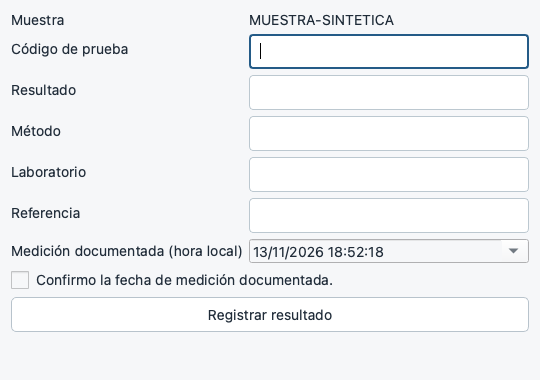 Muestra MUESTRA-SINTETICA
Código de prueba
Resultado
Método
Laboratorio
Referencia
Medición documentada (hora local) 13/11/2026 18:52:18
Confirmo la fecha de medición documentada.
Registrar resultado